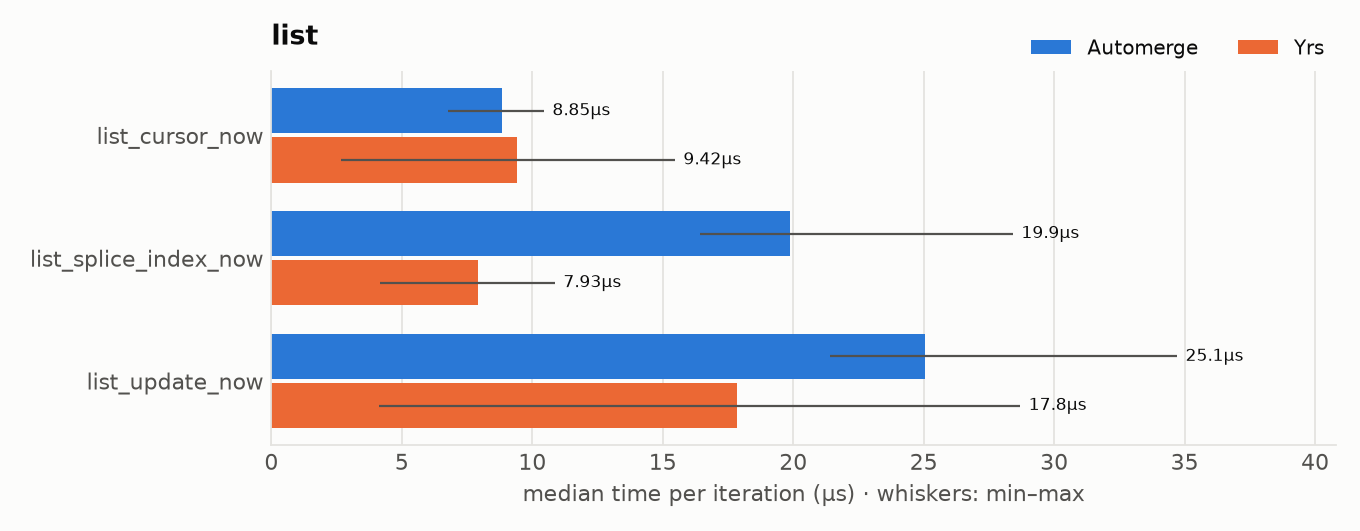 list
Automerge
Yrs
list_cursor_now
8.85µs
9.42µs
list_splice_index_now
19.9µs
7.93µs
list_update_now
25.1µs
17.8µs
0 5 10 15 20 25 30 35 40
median time per iteration (µs) · whiskers: min–max